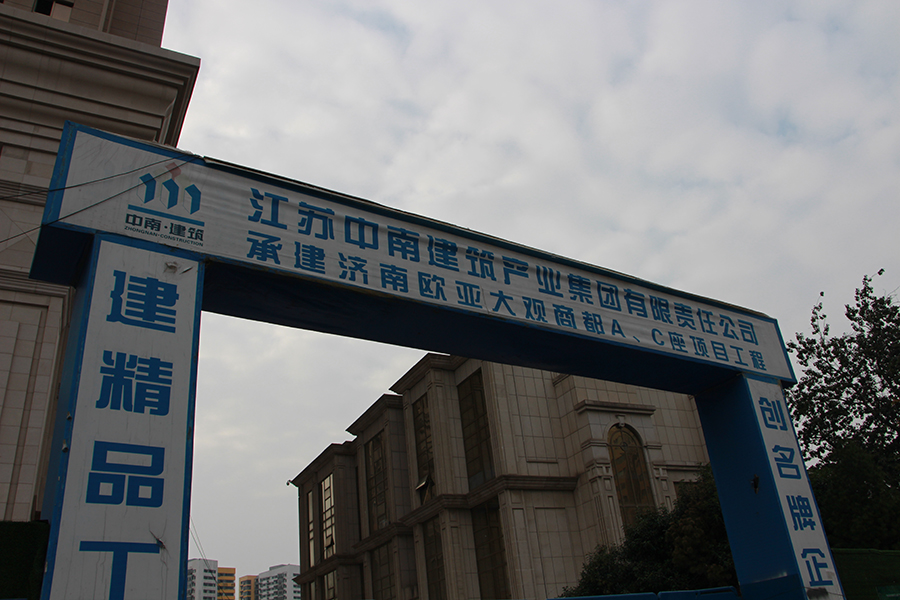 中南·建筑
ZHONGNAN·CONSTRUCTION
江苏中南建筑产业集团有限责任公司
承建济南欧亚大观商都A、C座项目工程
建精品工
创名牌企